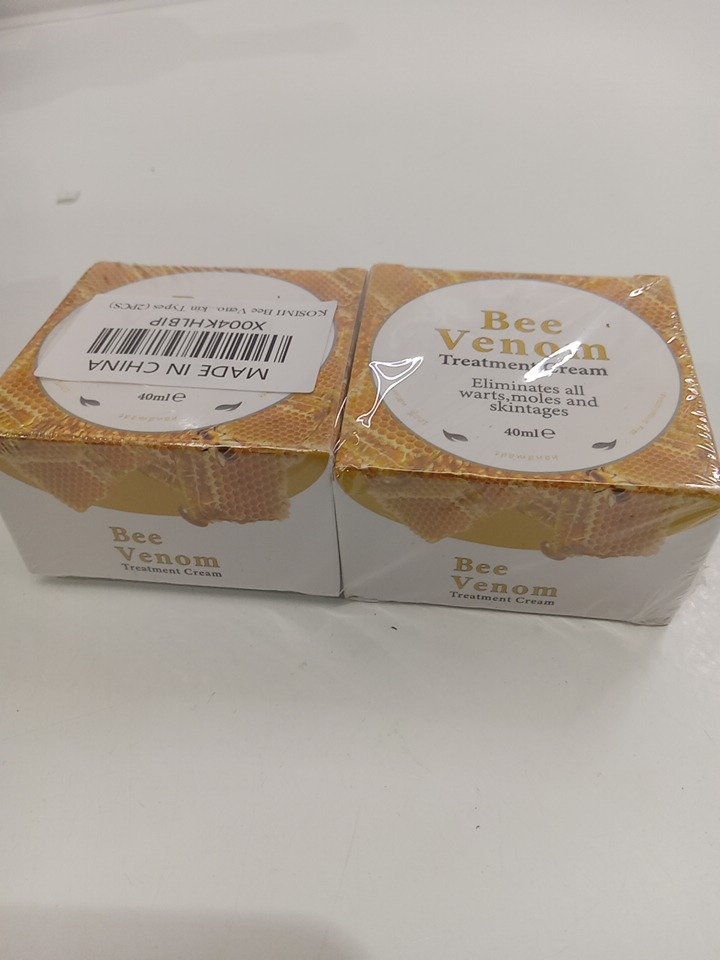 KOSIMI Bee Veno...kin Types (2PCS)
X004KHLBIP
MADE IN CHINA
40ml e
Bee
Venom
Treatment Cream
Bee
Venom
Treatment Cream
Eliminates all
warts,moles and
skintages
40ml e
handmade
Bee
Venom
Treatment Cream